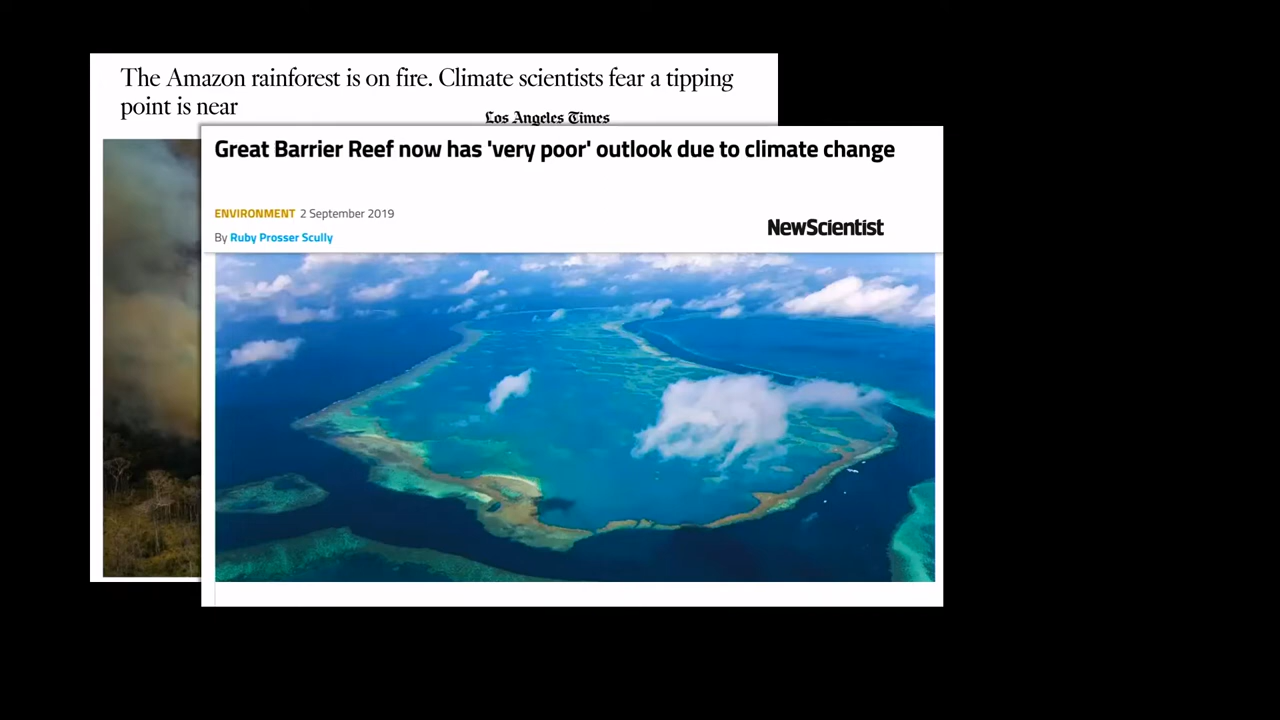 The Amazon rainforest is on fire. Climate scientists fear a tipping
point is near
Los Angeles Times
Great Barrier Reef now has 'very poor' outlook due to climate change
ENVIRONMENT 2 September 2019
NewScientist
By Ruby Prosser Scully